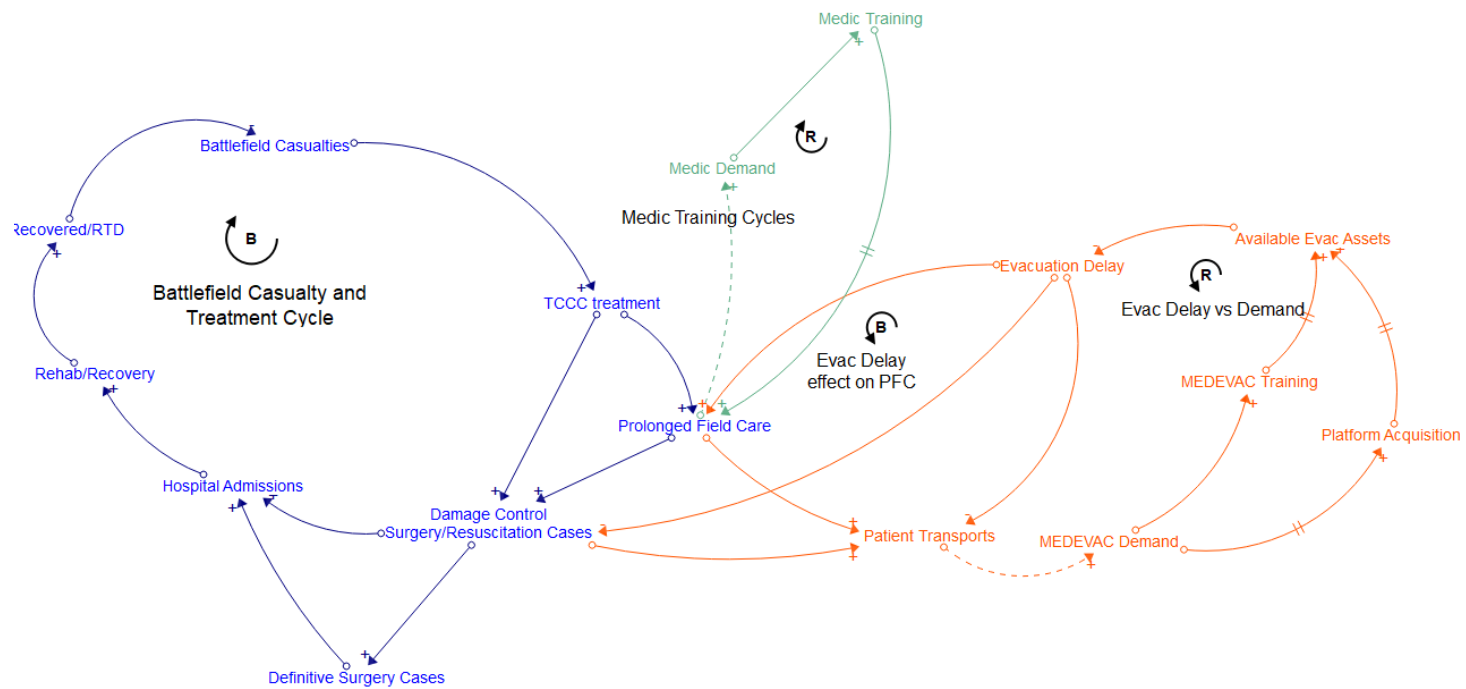 Medic Training
+
R
Battlefield Casualties
-
Medic Demand
+
Medic Training Cycles
Recovered/RTD
+
B
Battlefield Casualty and
Treatment Cycle
Available Evac Assets
+
+
Evacuation Delay
-
R
Evac Delay vs Demand
TCCC treatment
+
B
Evac Delay
effect on PFC
Rehab/Recovery
+
MEDEVAC Training
+
Prolonged Field Care
+
+
+
Platform Acquisition
+
Hospital Admissions
+
+
Damage Control
Surgery/Resuscitation Cases
+
+
-
Patient Transports
+
+
-
MEDEVAC Demand
+
Definitive Surgery Cases
+